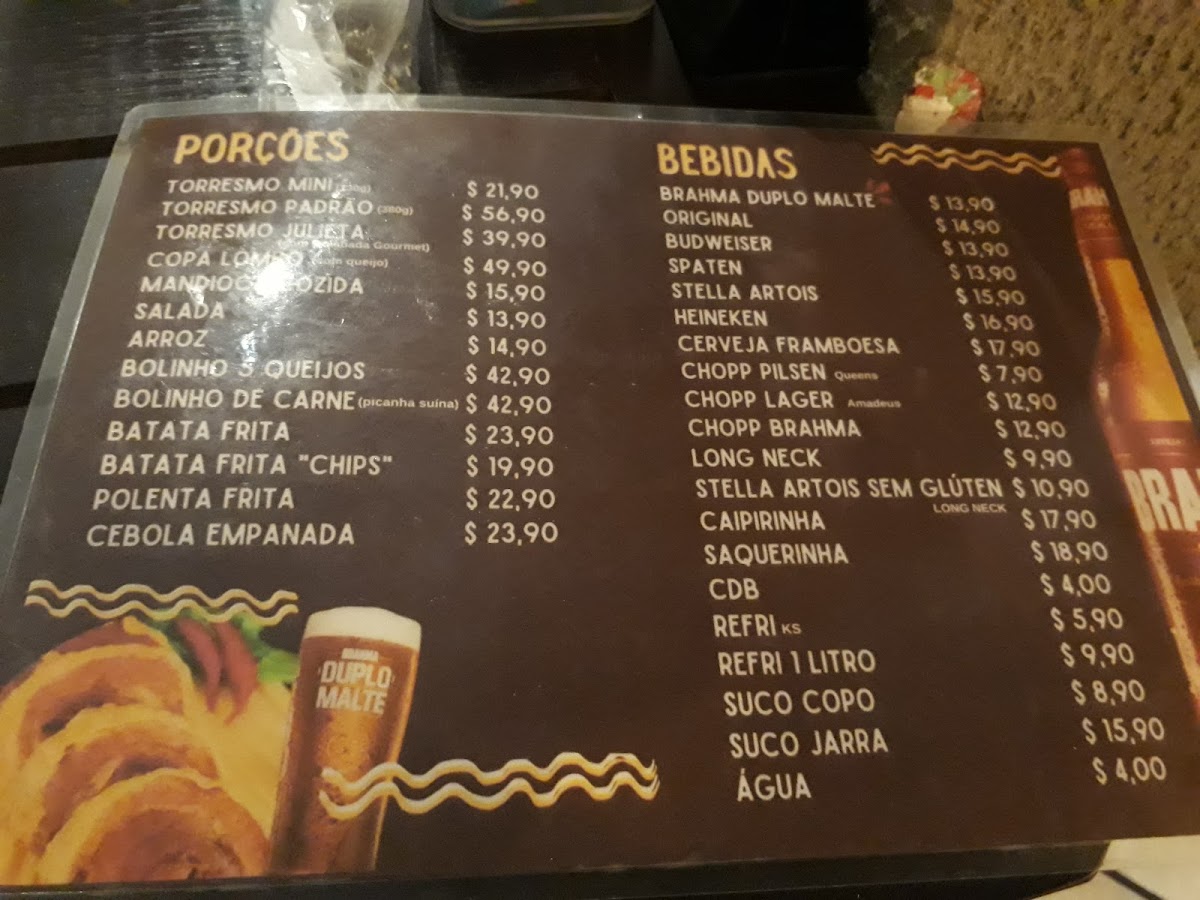 PORÇÕES
TORRESMO MINI $ 21,90
TORRESMO PADRÃO (380g) $ 56,90
TORRESMO JULIETA $ 39,90
Gourmet)
COPA LOMBO (com queijo) $ 49,90
MANDIOCA COZIDA $ 15,90
SALADA $ 13,90
ARROZ $ 14,90
BOLINHO 3 QUEIJOS $ 42,90
BOLINHO DE CARNE (picanha suína) $ 42,90
BATATA FRITA $ 23,90
BATATA FRITA "CHIPS" $ 19,90
POLENTA FRITA $ 22,90
CEBOLA EMPANADA $ 23,90
BRAHMA
DUPLO
MALTE
BEBIDAS
BRAHMA DUPLO MALTE $ 13,90
ORIGINAL $ 14,90
BUDWEISER $ 13,90
SPATEN $ 13,90
STELLA ARTOIS $ 15,90
HEINEKEN $ 16,90
CERVEJA FRAMBOESA $ 17,90
CHOPP PILSEN Queens $ 7,90
CHOPP LAGER Amadeus $ 12,90
CHOPP BRAHMA $ 12,90
LONG NECK $ 9,90
STELLA ARTOIS SEM GLÚTEN $ 10,90
LONG NECK
CAIPIRINHA $ 17,90
SAQUERINHA $ 18,90
CDB $ 4,00
REFRI KS $ 5,90
REFRI 1 LITRO $ 9,90
SUCO COPO $ 8,90
SUCO JARRA $ 15,90
ÁGUA $ 4,00
BRAH
BRA